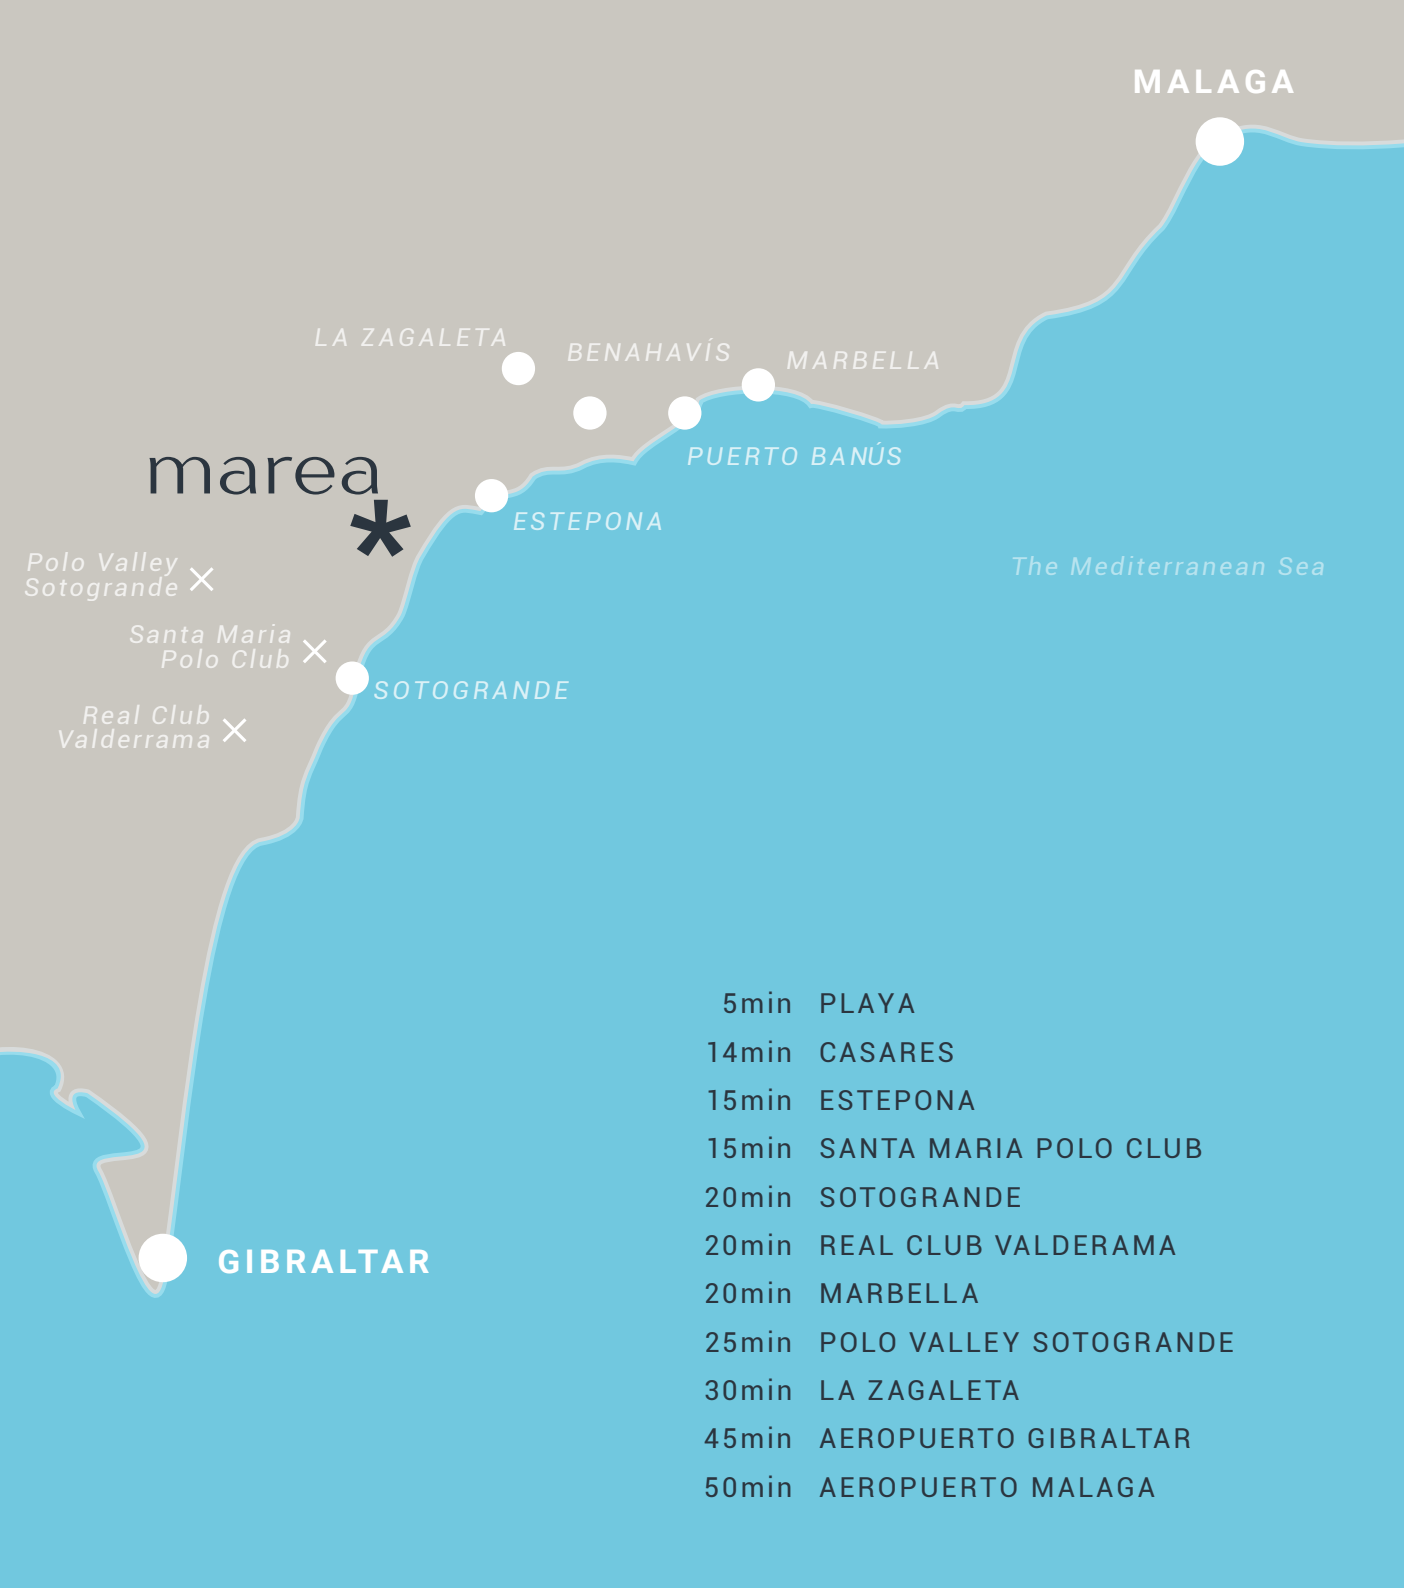 MALAGA
LA ZAGALETA
BENAHAVÍS
MARBELLA
PUERTO BANÚS
marea
*
ESTEPONA
Polo Valley
Sotogrande
The Mediterranean Sea
Santa Maria
Polo Club
SOTOGRANDE
Real Club
Valderrama
5min PLAYA
14min CASARES
15min ESTEPONA
15min SANTA MARIA POLO CLUB
20min SOTOGRANDE
20min REAL CLUB VALDERAMA
20min MARBELLA
25min POLO VALLEY SOTOGRANDE
30min LA ZAGALETA
45min AEROPUERTO GIBRALTAR
50min AEROPUERTO MALAGA
GIBRALTAR